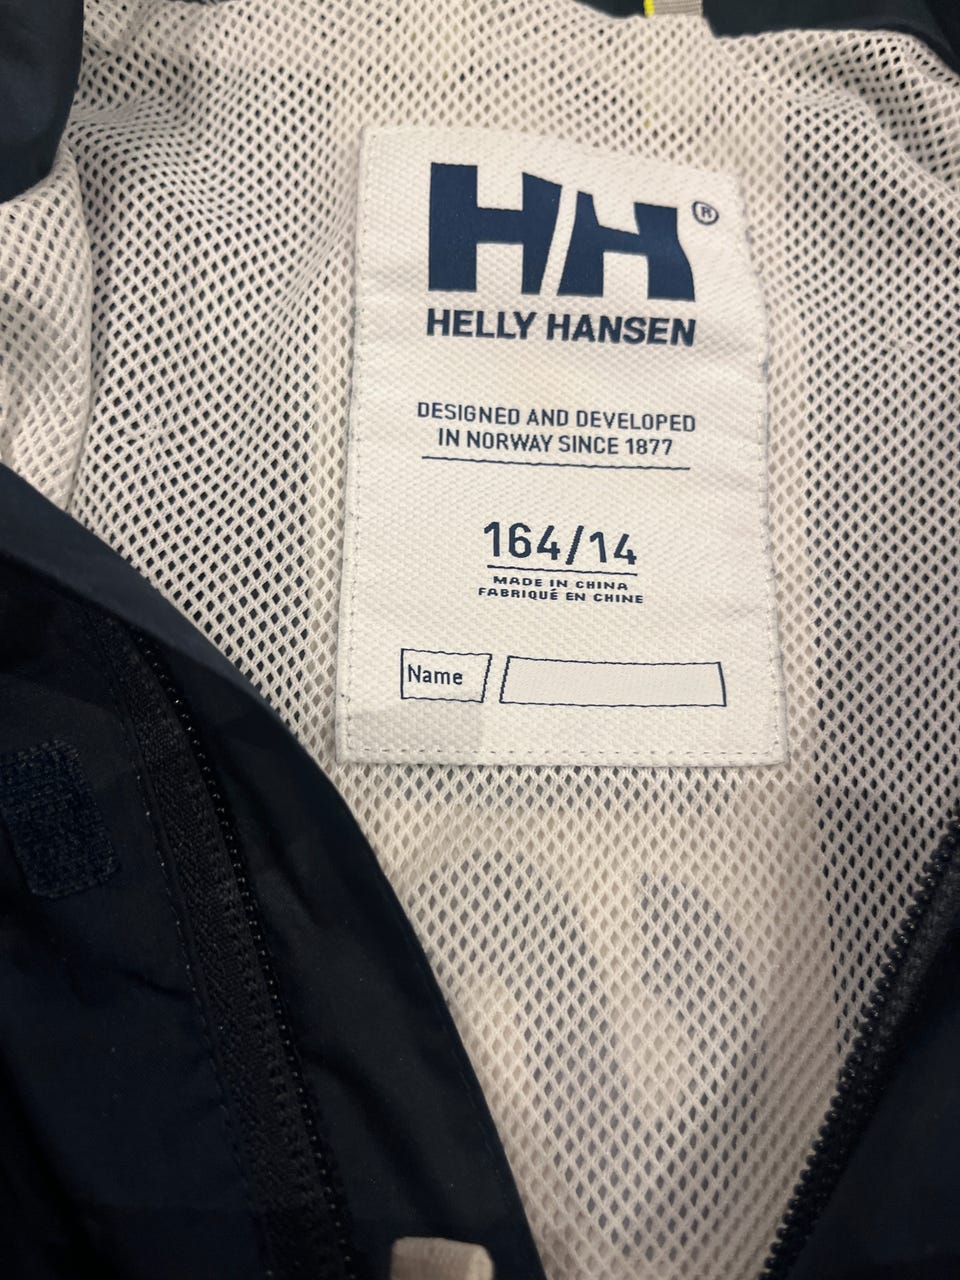 HH®
HELLY HANSEN
DESIGNED AND DEVELOPED
IN NORWAY SINCE 1877
164/14
MADE IN CHINA
FABRIQUÉ EN CHINE
Name